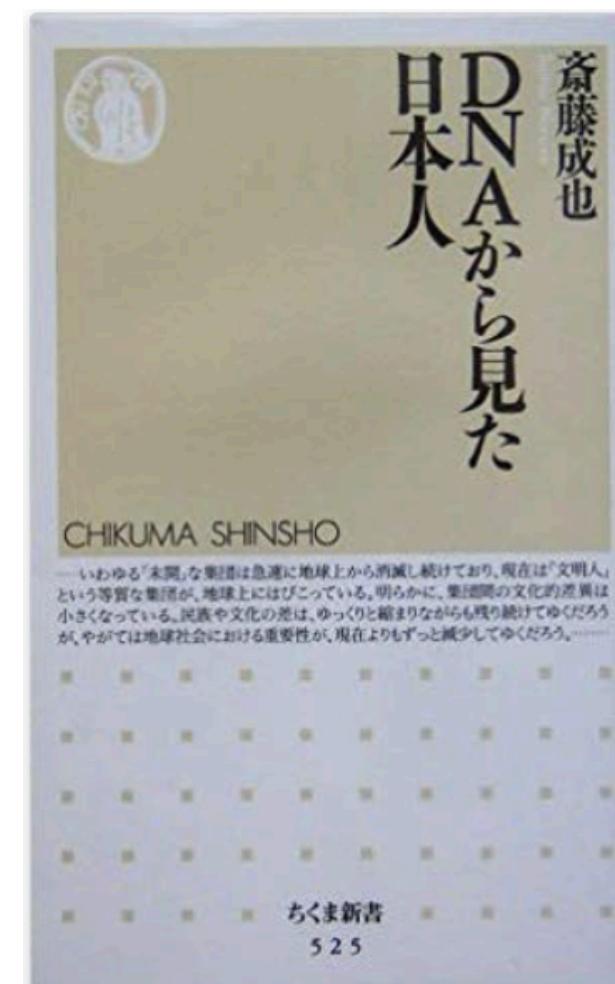 斎藤成也
DNAから見た
日本人
CHIKUMA SHINSHO
……いわゆる「未開」な集団は急速に地球上から消滅し続けており、現在は「文明人」
という等質な集団が、地球上にはびこっている。明らかに、集団間の文化的差異は
小さくなっている。民族や文化の差は、ゆっくりと縮まりながらも残り続けてゆくだろう
が、やがては地球社会における重要性が、現在よりもずっと減少してゆくだろう。……
ちくま新書
525